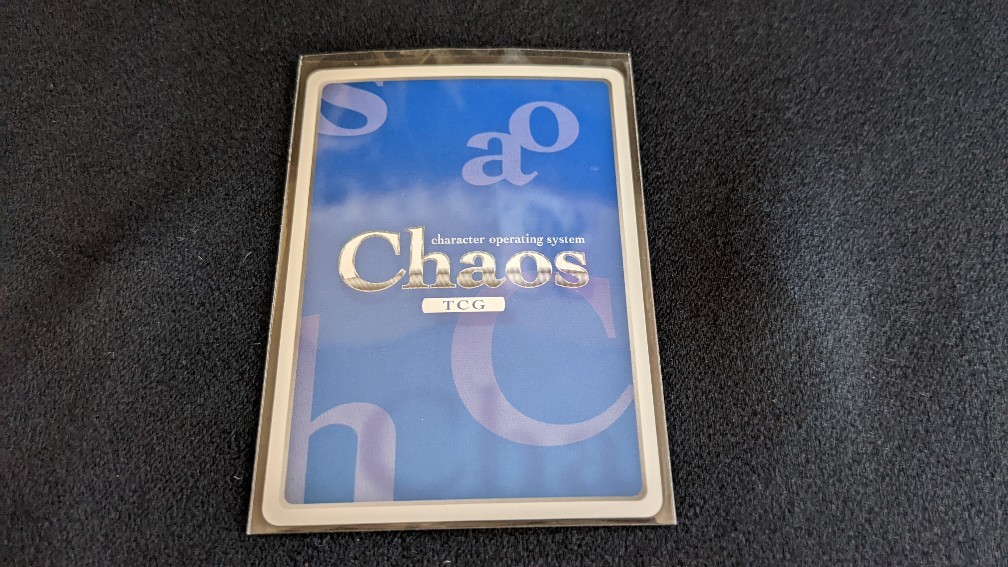 s
a
o
character operating system
Chaos
TCG
C
h